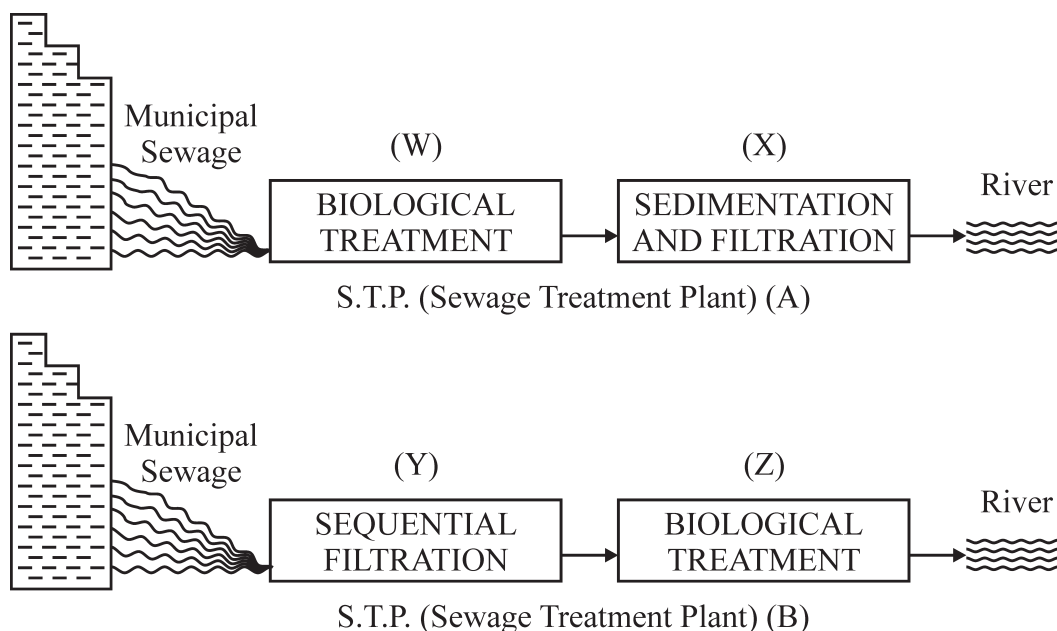 Municipal
Sewage
(W)
(X)
BIOLOGICAL
TREATMENT
SEDIMENTATION
AND FILTRATION
River
S.T.P. (Sewage Treatment Plant) (A)
Municipal
Sewage
(Y)
(Z)
SEQUENTIAL
FILTRATION
BIOLOGICAL
TREATMENT
River
S.T.P. (Sewage Treatment Plant) (B)